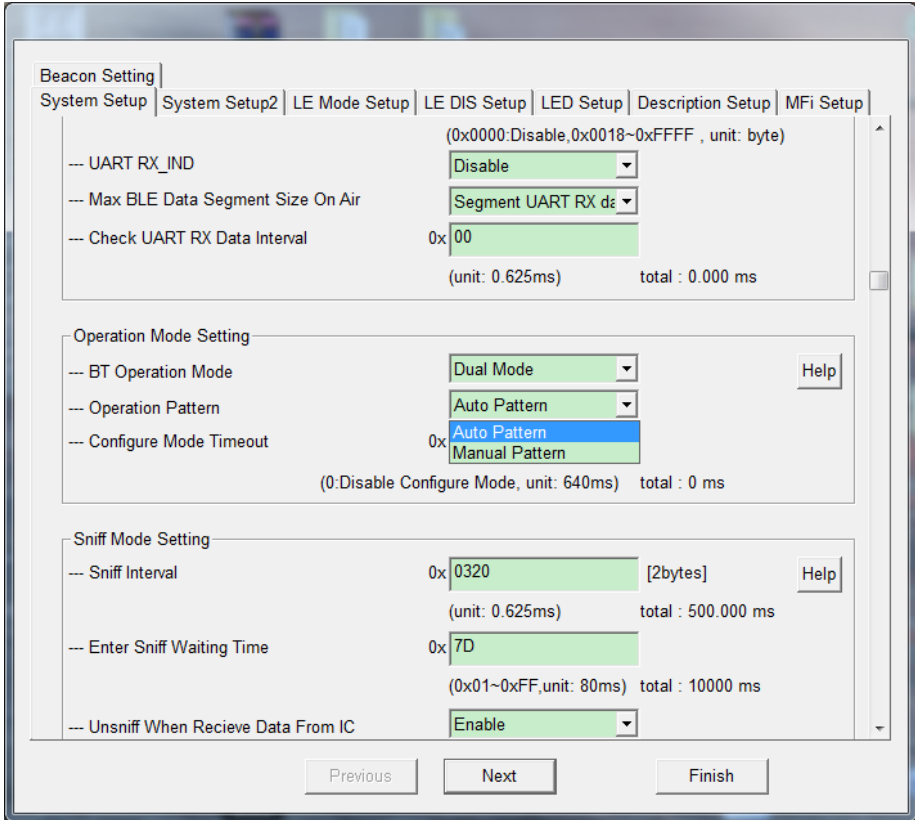 Beacon Setting
System Setup System Setup2 LE Mode Setup LE DIS Setup LED Setup Description Setup MFi Setup
(0x0000:Disable,0x0018~0xFFFF , unit: byte)
--- UART RX_IND Disable
--- Max BLE Data Segment Size On Air Segment UART RX da
--- Check UART RX Data Interval 0x 00
(unit: 0.625ms) total : 0.000 ms
Operation Mode Setting
--- BT Operation Mode Dual Mode Help
--- Operation Pattern Auto Pattern
Auto Pattern
--- Configure Mode Timeout 0x
Manual Pattern
(0:Disable Configure Mode, unit: 640ms) total : 0 ms
Sniff Mode Setting
--- Sniff Interval 0x 0320 [2bytes] Help
(unit: 0.625ms) total : 500.000 ms
--- Enter Sniff Waiting Time 0x 7D
(0x01~0xFF,unit: 80ms) total : 10000 ms
--- Unsniff When Recieve Data From IC Enable
Previous Next Finish